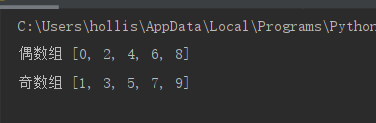 C:\Users\hollis\AppData\Local\Programs\Python
偶数组 [0, 2, 4, 6, 8]
奇数组 [1, 3, 5, 7, 9]